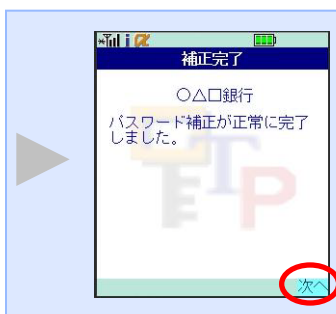 補正完了
○△□銀行
パスワード補正が正常に完了
しました。
次へ